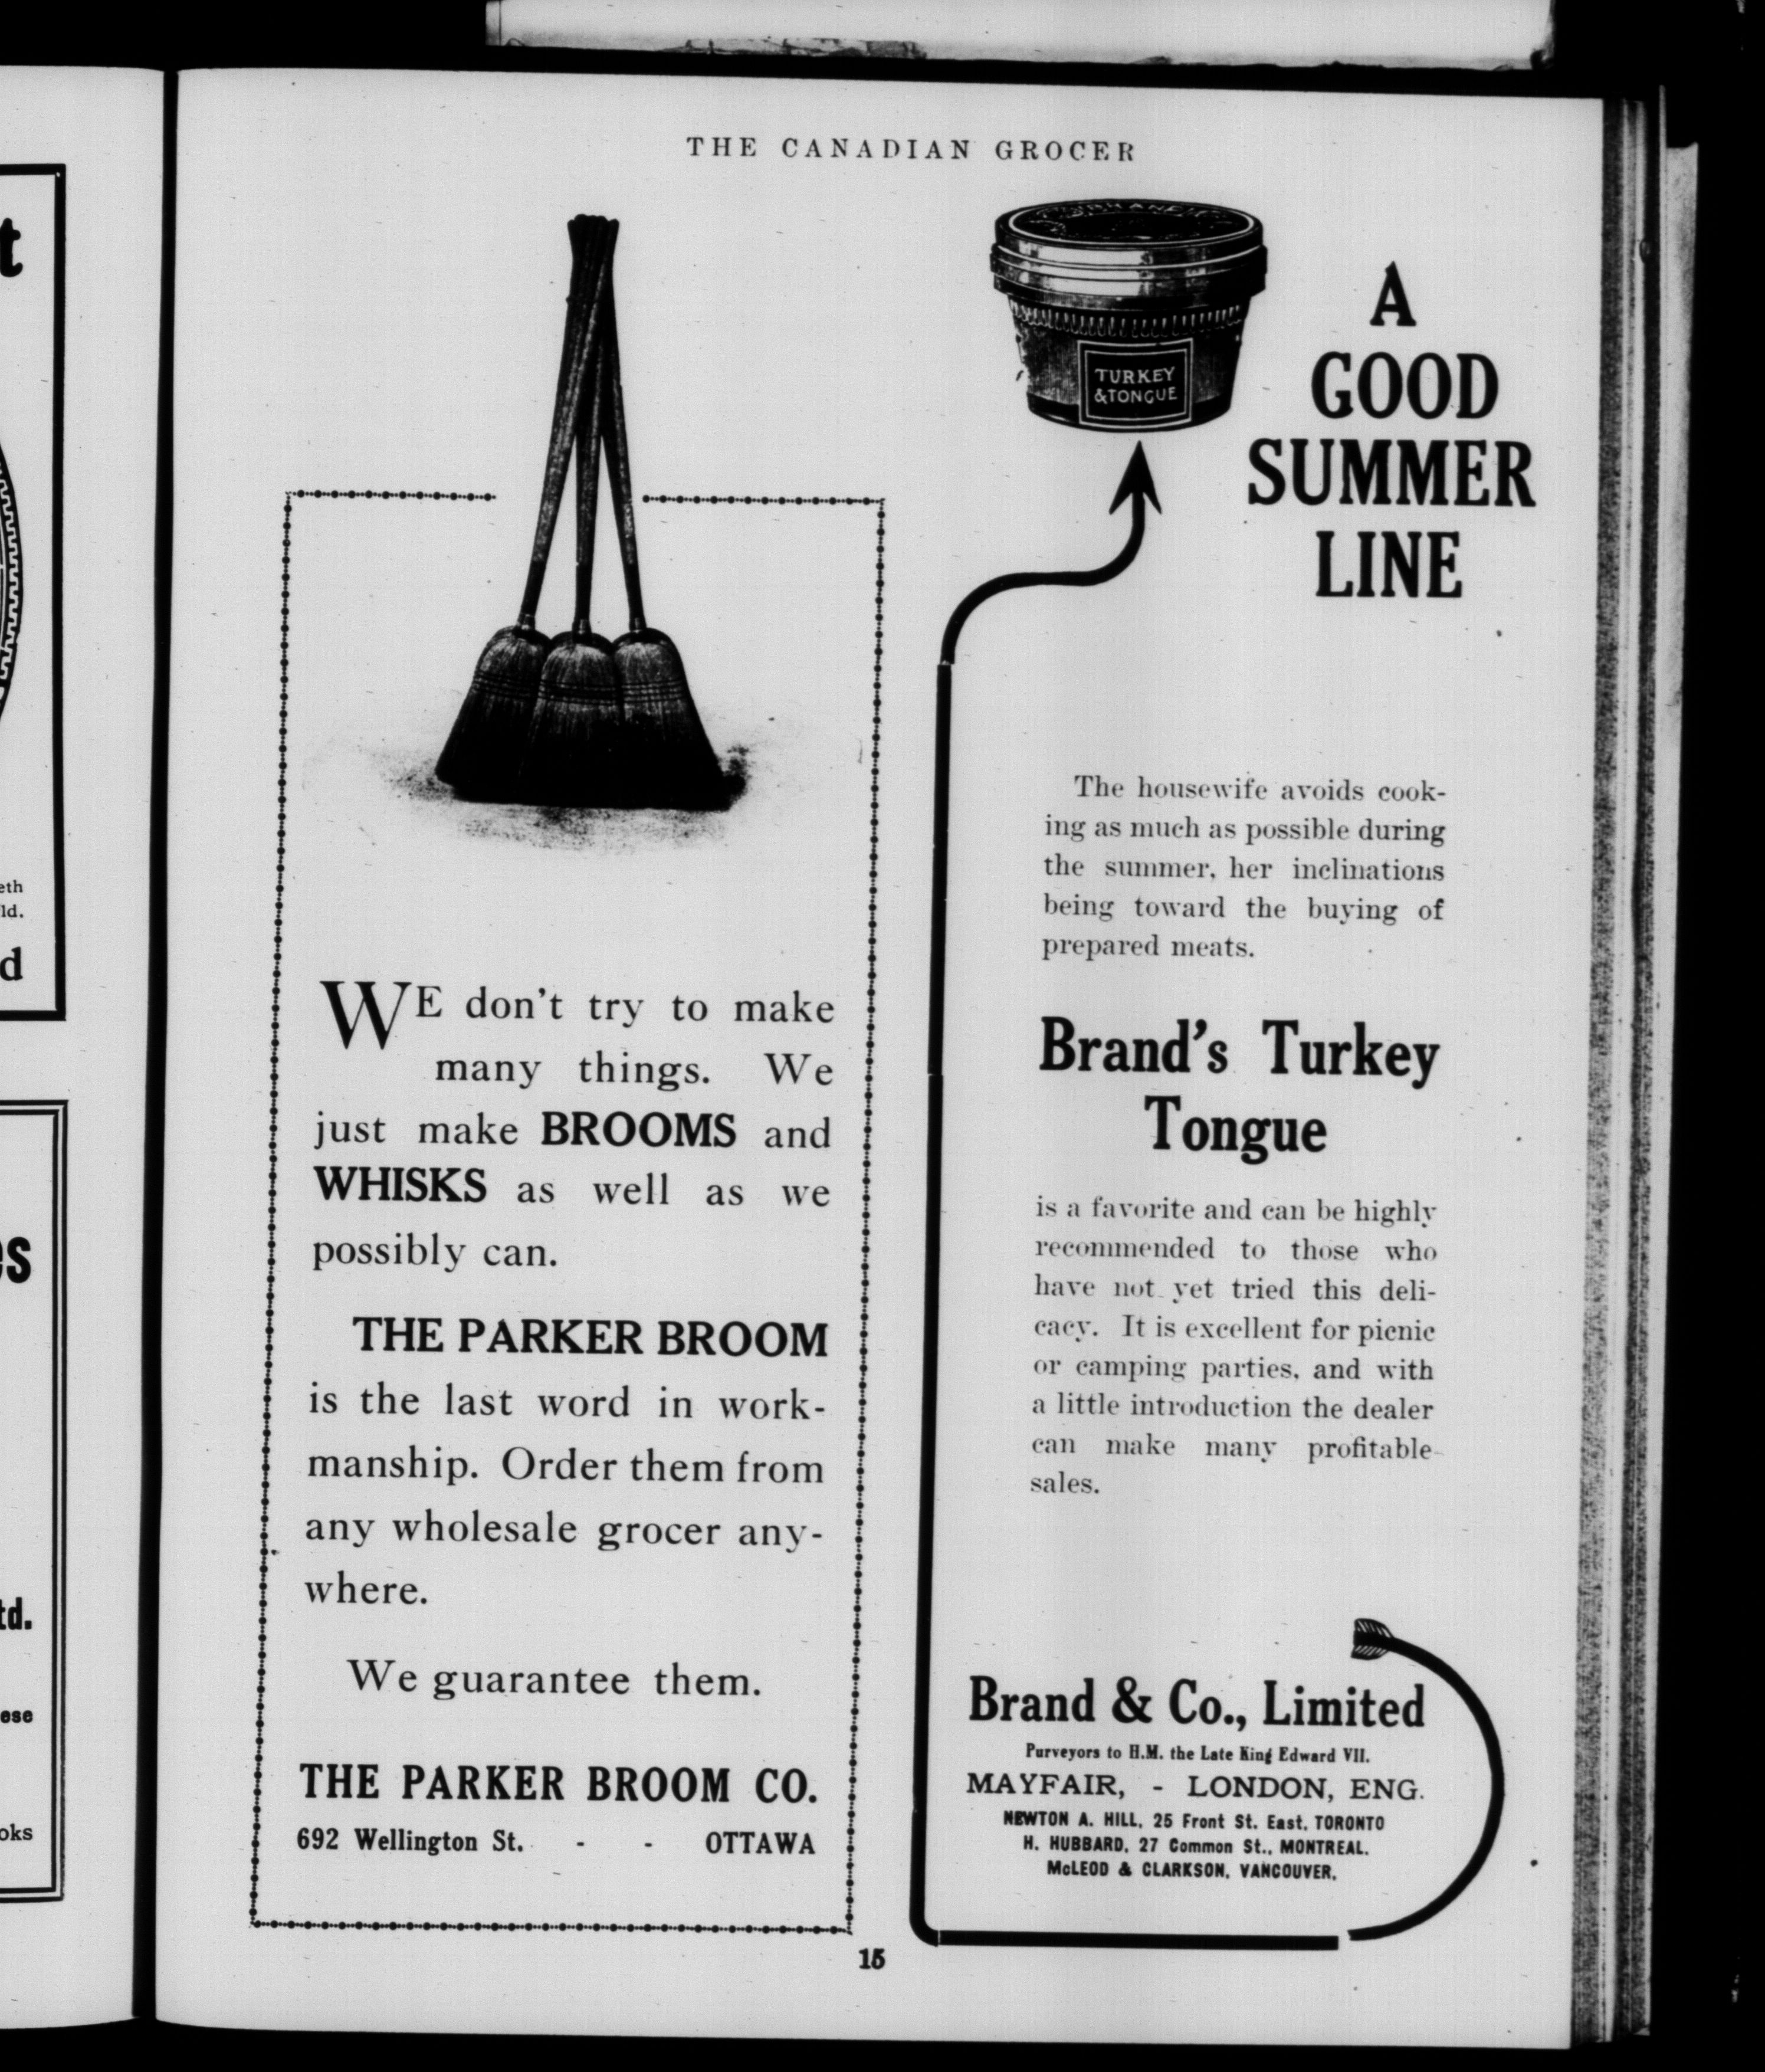 THE CANADIAN GROCER
WE don't try to make
many things. We
just make BROOMS and
WHISKS as well as we
possibly can.
THE PARKER BROOM
is the last word in work-
manship. Order them from
any wholesale grocer any-
where.
We guarantee them.
THE PARKER BROOM CO.
692 Wellington St. - - OTTAWA
TURKEY
&TONGUE
A
GOOD
SUMMER
LINE
The housewife avoids cook-
ing as much as possible during
the summer, her inclinations
being toward the buying of
prepared meats.
Brand's Turkey
Tongue
is a favorite and can be highly
recommended to those who
have not yet tried this deli-
cacy. It is excellent for picnic
or camping parties, and with
a little introduction the dealer
can make many profitable
sales.
Brand & Co., Limited
Purveyors to H.M. the Late King Edward VII.
MAYFAIR, - LONDON, ENG.
NEWTON A. HILL, 25 Front St. East, TORONTO
H. HUBBARD, 27 Common St., MONTREAL.
McLEOD & CLARKSON, VANCOUVER.
15